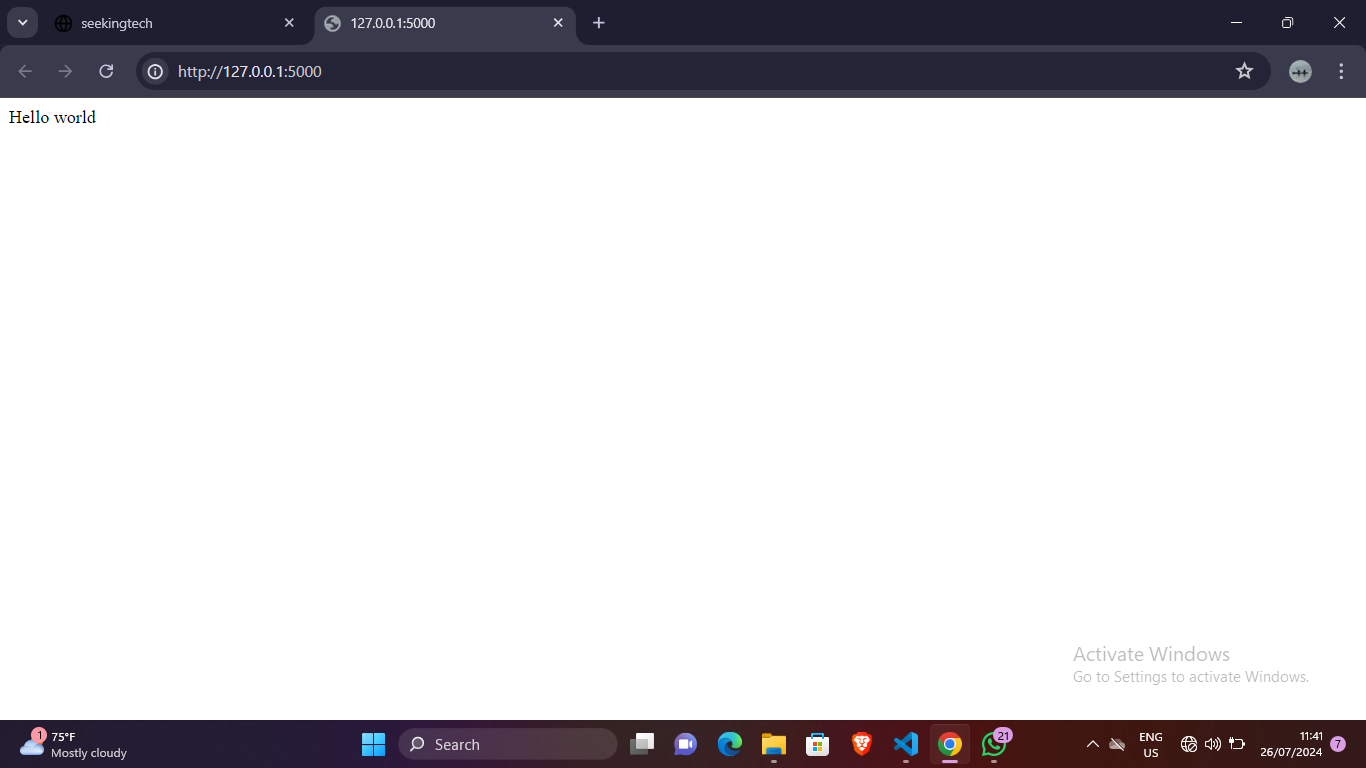 seekingtech
127.0.0.1:5000
http://127.0.0.1:5000
Hello world
Activate Windows
Go to Settings to activate Windows.
1
75°F
Mostly cloudy
Search
21
ENG
US
11:41
26/07/2024
7